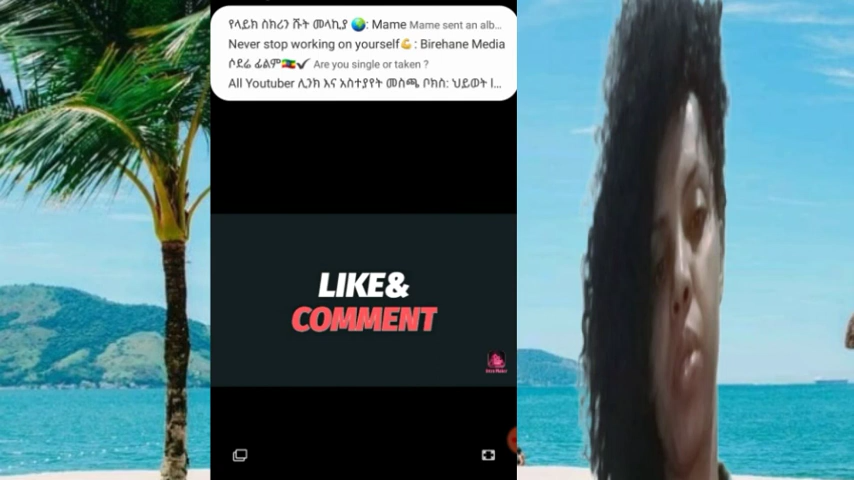 የላይክ ስክሪን ሹት መላኪያ 🌍: Mame Mame sent an alb...
Never stop working on yourself💪: Birehane Media
ሶደሬ ፊልም🇪🇹✔ Are you single or taken ?
All Youtuber ሊንክ እና አስተያየት መስጫ ቦክስ: ህይወት l...
LIKE&
COMMENT